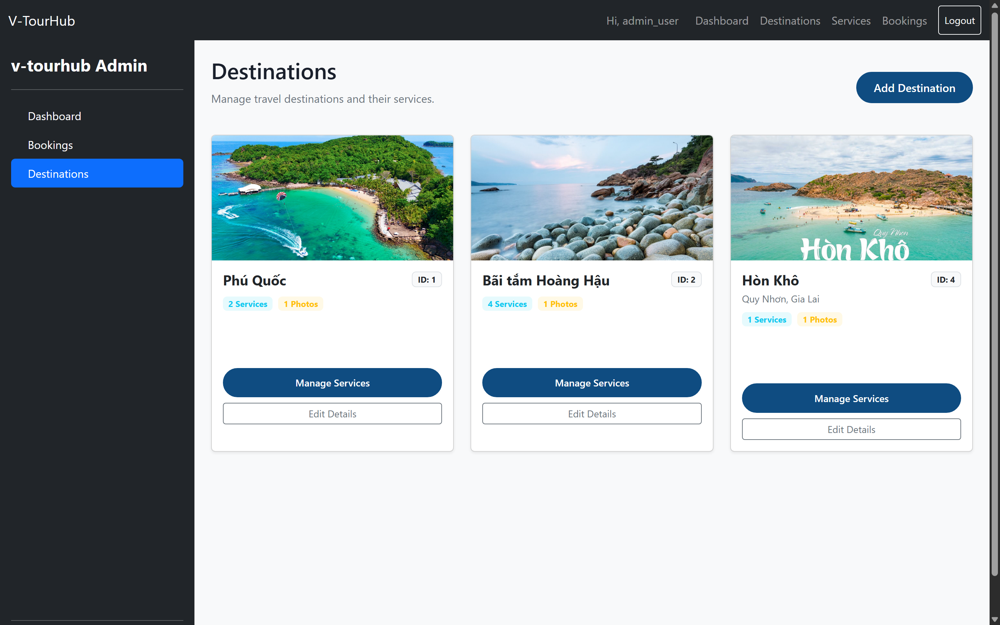 V-TourHub
Hi, admin_user Dashboard Destinations Services Bookings Logout
v-tourhub Admin
Dashboard
Bookings
Destinations
Destinations
Manage travel destinations and their services.
Add Destination
Phú Quốc ID: 1
2 Services 1 Photos
Manage Services
Edit Details
Bãi tắm Hoàng Hậu ID: 2
4 Services 1 Photos
Manage Services
Edit Details
Quy Nhơn
Hòn Khô
Hòn Khô ID: 4
Quy Nhơn, Gia Lai
1 Services 1 Photos
Manage Services
Edit Details